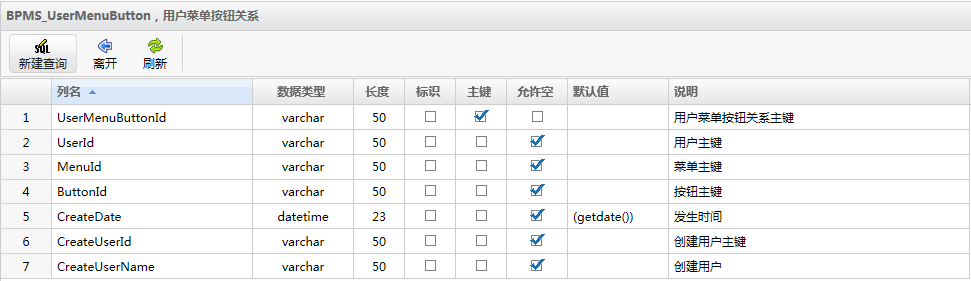 BPMS_UserMenuButton，用户菜单按钮关系
SQL
新建查询 离开 刷新
列名 数据类型 长度 标识 主键 允许空 默认值 说明
1 UserMenuButtonId varchar 50 用户菜单按钮关系主键
2 UserId varchar 50 用户主键
3 MenuId varchar 50 菜单主键
4 ButtonId varchar 50 按钮主键
5 CreateDate datetime 23 (getdate()) 发生时间
6 CreateUserId varchar 50 创建用户主键
7 CreateUserName varchar 50 创建用户